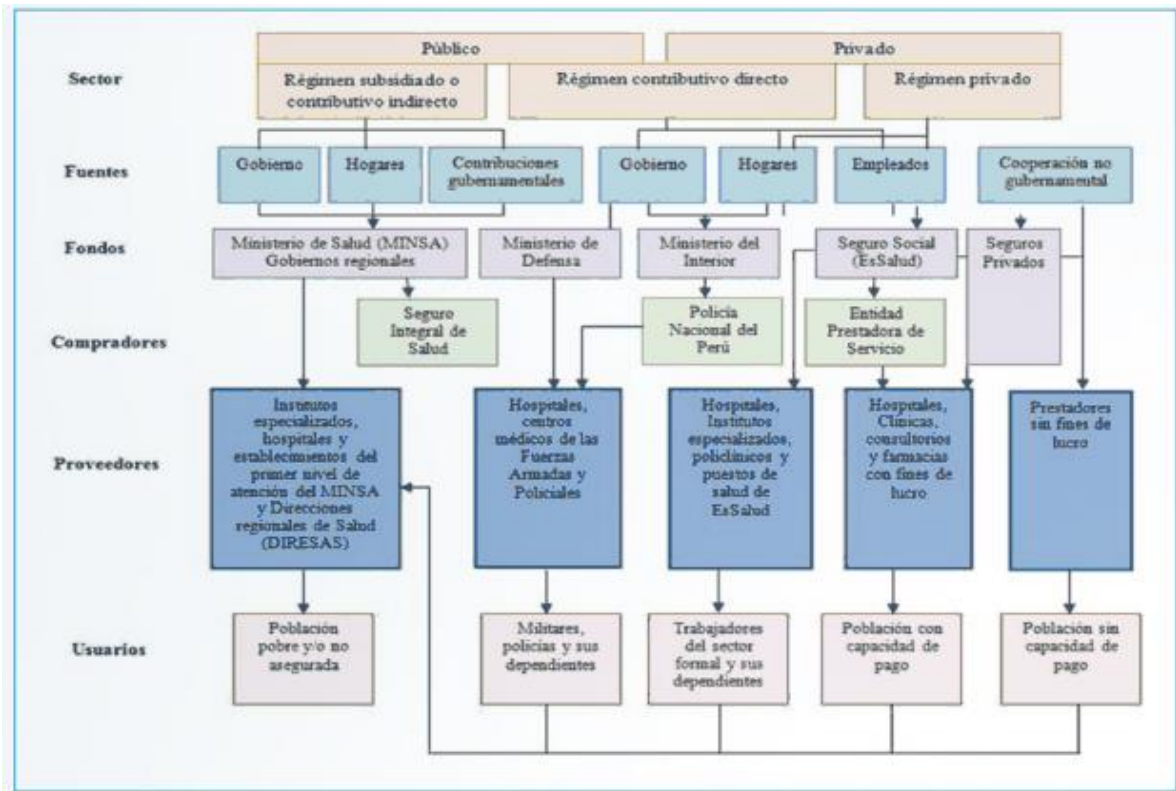 Público
Privado
Sector
Régimen subsidiado o
contributivo indirecto
Régimen contributivo directo
Régimen privado
Fuentes
Gobierno
Hogares
Contribuciones
gubernamentales
Gobierno
Hogares
Empleados
Cooperación no
gubernamental
Fondos
Ministerio de Salud (MINSA)
Gobiernos regionales
Ministerio de
Defensa
Ministerio del
Interior
Seguro Social
(EsSalud)
Seguros
Privados
Compradores
Seguro
Integral de
Salud
Policía
Nacional del
Perú
Entidad
Prestadora de
Servicio
Proveedores
Institutos
especializados,
hospitales y
establecimientos del
primer nivel de
atención del MINSA
y Direcciones
regionales de Salud
(DIRESAS)
Hospitales,
centros
médicos de las
Fuerzas
Armadas y
Policiales
Hospitales,
Institutos
especializados,
policlínicos y
puestos de
salud de
EsSalud
Hospitales,
Clínicas,
consultorios
y farmacias
con fines de
lucro
Prestadores
sin fines de
lucro
Usuarios
Población
pobre y/o no
asegurada
Militares,
policías y sus
dependientes
Trabajadores
del sector
formal y sus
dependientes
Población con
capacidad de
pago
Población sin
capacidad de
pago